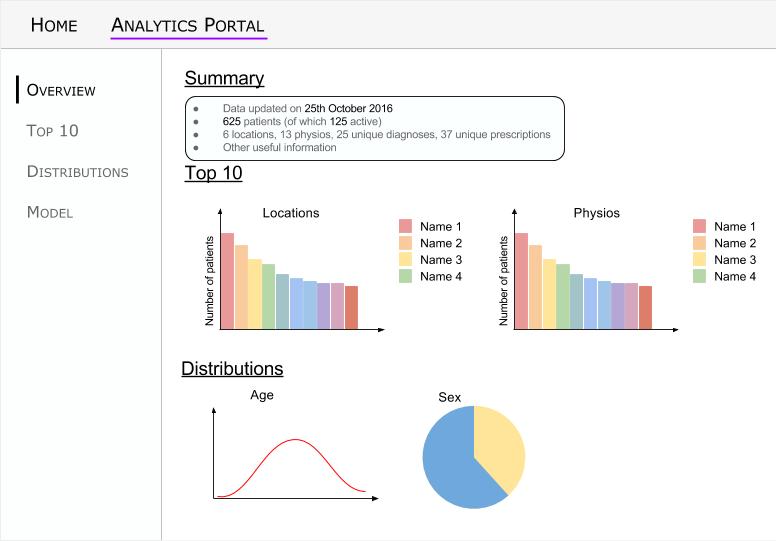 HOME ANALYTICS PORTAL
OVERVIEW
TOP 10
DISTRIBUTIONS
MODEL
Summary
● Data updated on 25th October 2016
● 625 patients (of which 125 active)
● 6 locations, 13 physios, 25 unique diagnoses, 37 unique prescriptions
● Other useful information
Top 10
Locations
Number of patients
Name 1
Name 2
Name 3
Name 4
Physios
Number of patients
Name 1
Name 2
Name 3
Name 4
Distributions
Age
Sex